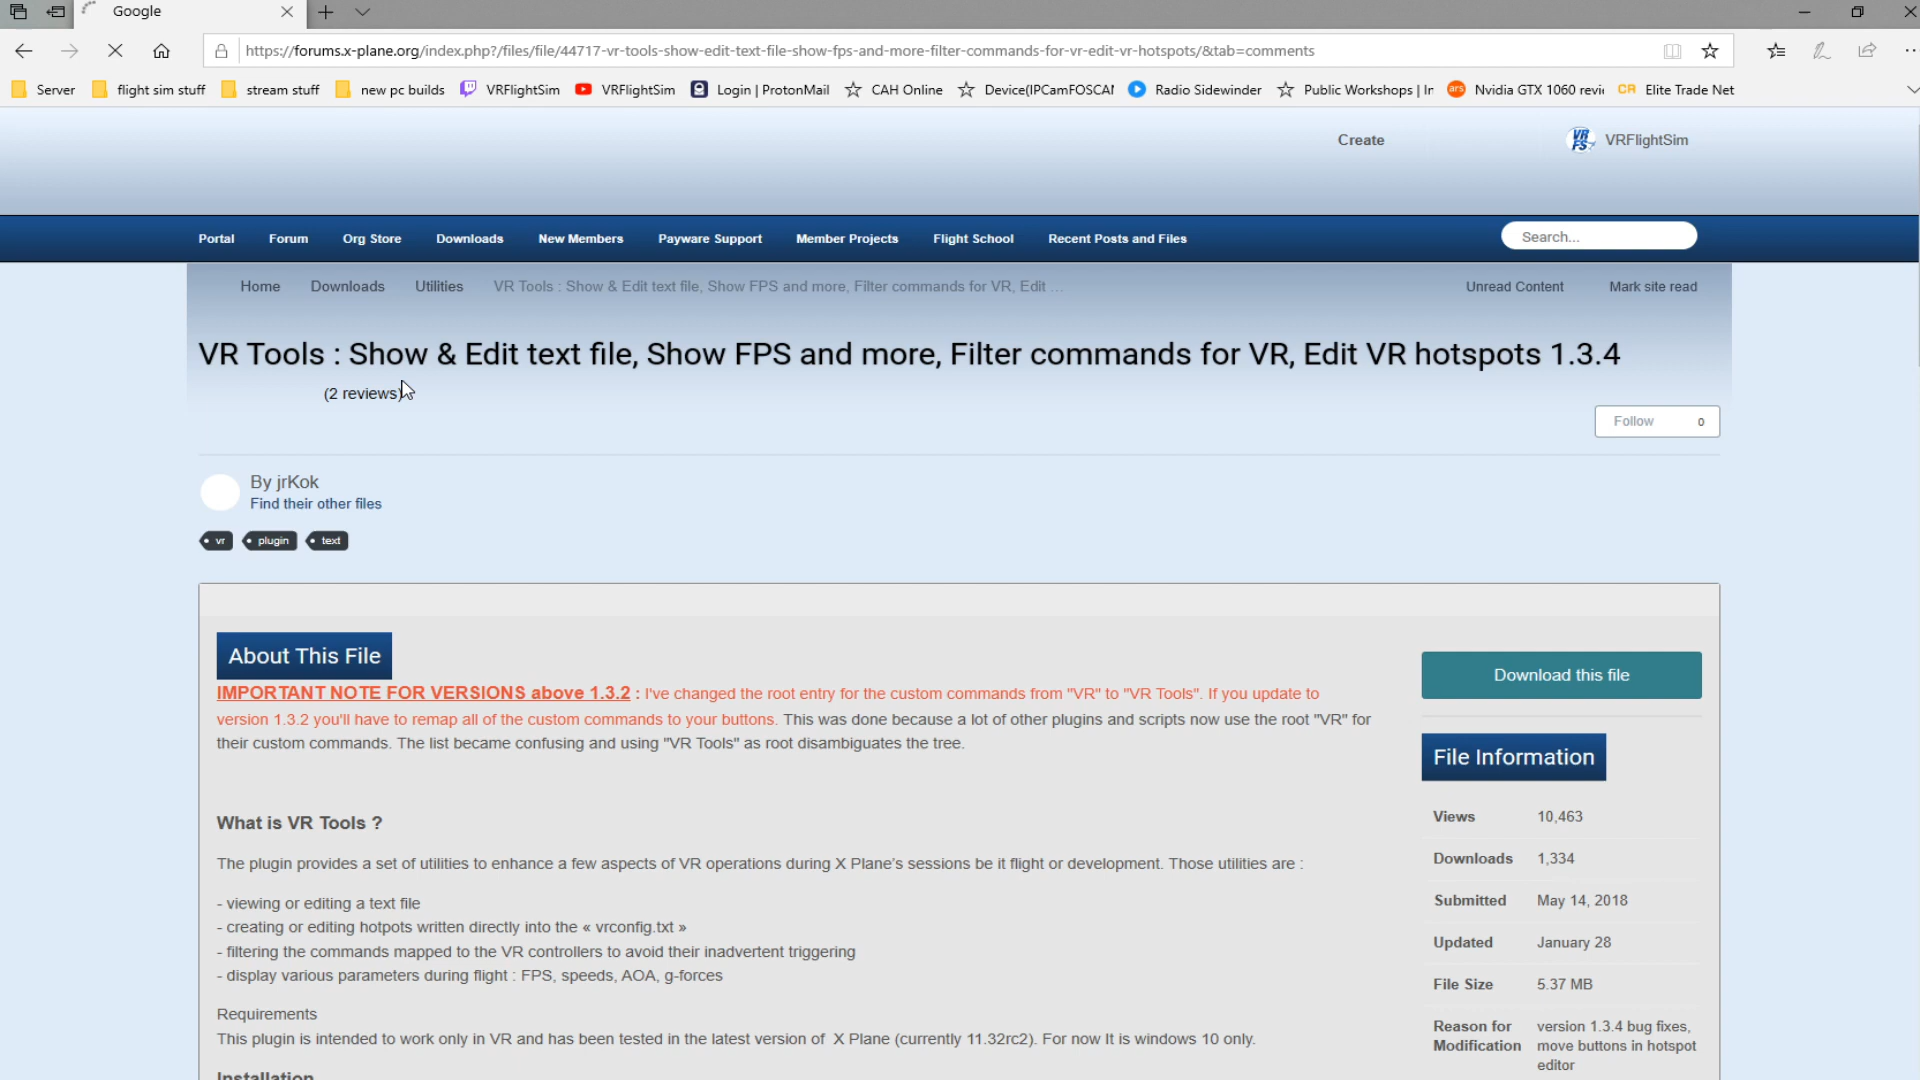 Google
https://forums.x-plane.org/index.php?/files/file/44717-vr-tools-show-edit-text-file-show-fps-and-more-filter-commands-for-vr-edit-vr-hotspots/&tab=comments
Server flight sim stuff stream stuff new pc builds VRFlightSim VRFlightSim Login | ProtonMail CAH Online Device(IPCamFOSCAI Radio Sidewinder Public Workshops | Ir ars Nvidia GTX 1060 revi CR Elite Trade Net
Create VR FS VRFlightSim
Portal Forum Org Store Downloads New Members Payware Support Member Projects Flight School Recent Posts and Files Search...
Home Downloads Utilities VR Tools : Show & Edit text file, Show FPS and more, Filter commands for VR, Edit ... Unread Content Mark site read
VR Tools : Show & Edit text file, Show FPS and more, Filter commands for VR, Edit VR hotspots 1.3.4
(2 reviews)
Follow 0
By jrKok
Find their other files
vr plugin text
About This File
IMPORTANT NOTE FOR VERSIONS above 1.3.2 : I've changed the root entry for the custom commands from "VR" to "VR Tools". If you update to
version 1.3.2 you'll have to remap all of the custom commands to your buttons. This was done because a lot of other plugins and scripts now use the root "VR" for
their custom commands. The list became confusing and using "VR Tools" as root disambiguates the tree.
What is VR Tools ?
The plugin provides a set of utilities to enhance a few aspects of VR operations during X Plane's sessions be it flight or development. Those utilities are :
- viewing or editing a text file
- creating or editing hotpots written directly into the « vrconfig.txt »
- filtering the commands mapped to the VR controllers to avoid their inadvertent triggering
- display various parameters during flight : FPS, speeds, AOA, g-forces
Requirements
This plugin is intended to work only in VR and has been tested in the latest version of X Plane (currently 11.32rc2). For now It is windows 10 only.
Installation
Download this file
File Information
Views 10,463
Downloads 1,334
Submitted May 14, 2018
Updated January 28
File Size 5.37 MB
Reason for version 1.3.4 bug fixes,
Modification move buttons in hotspot
editor